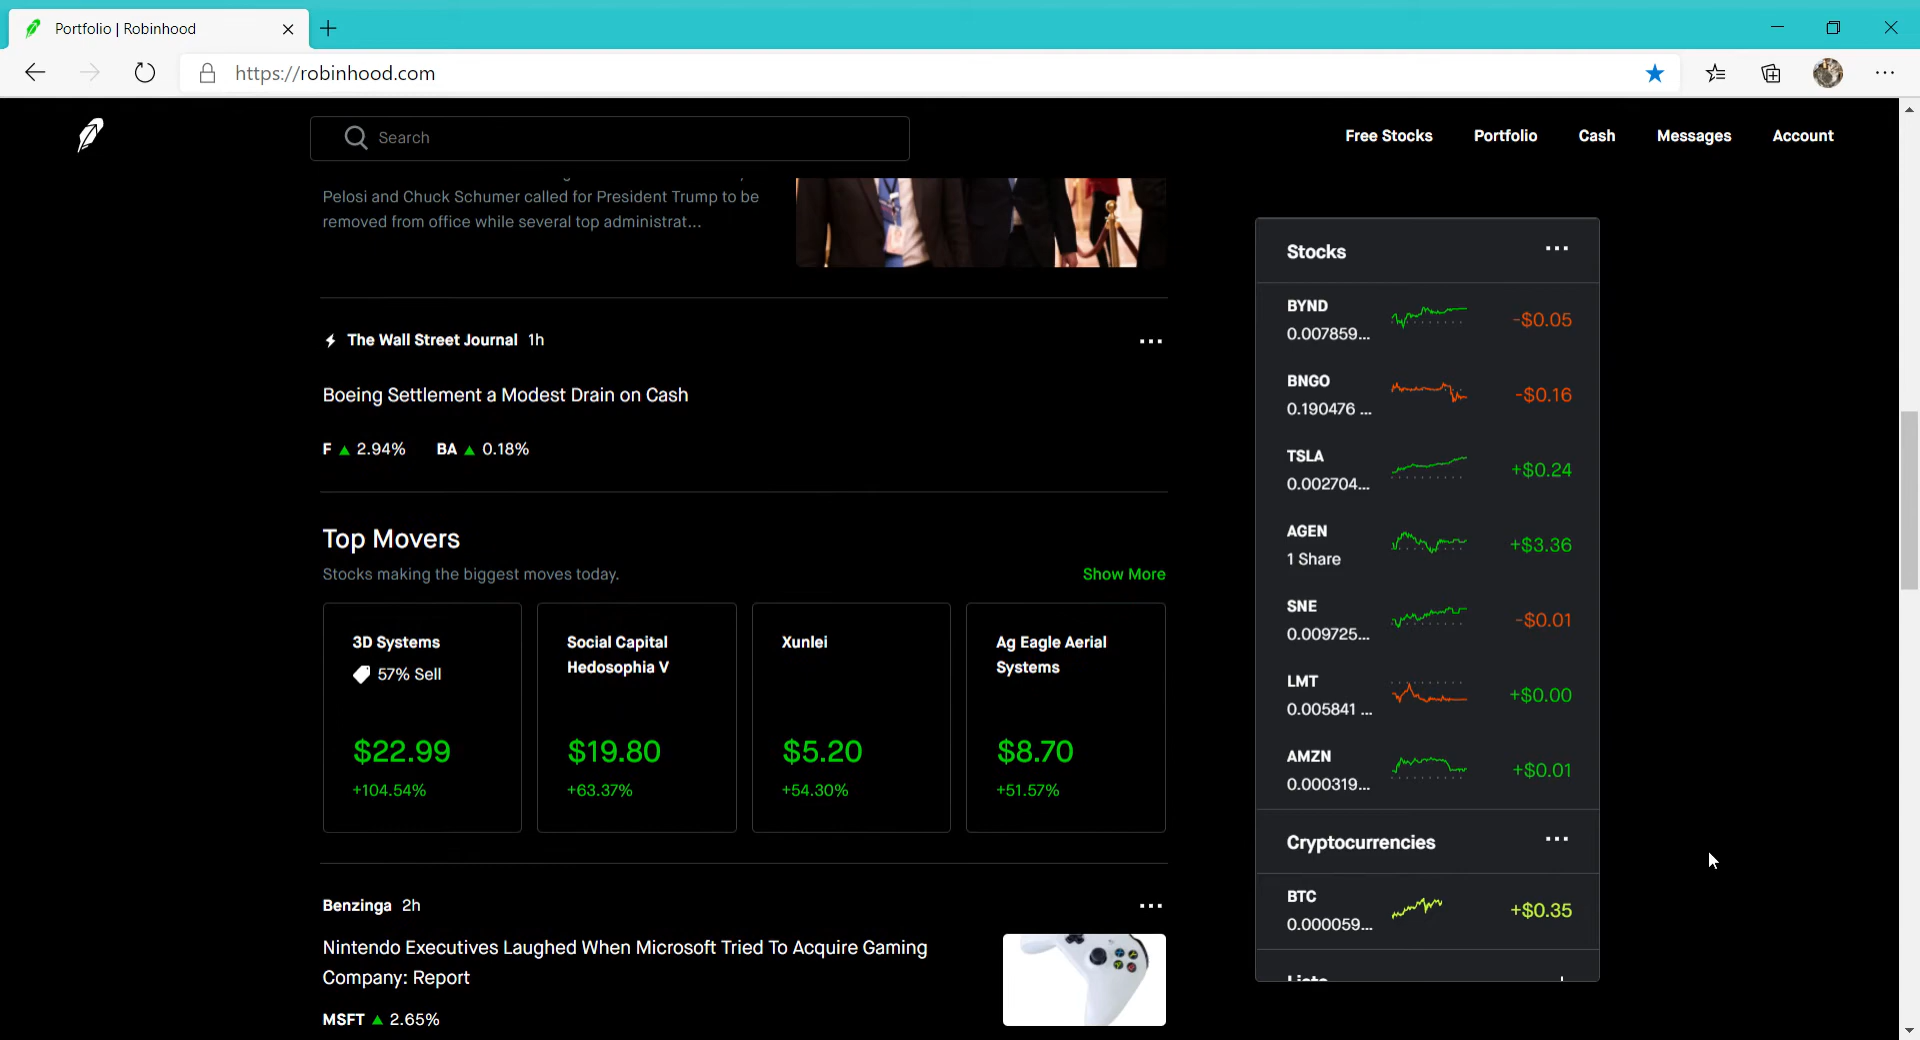 Portfolio | Robinhood
https://robinhood.com
Search
Free Stocks
Portfolio
Cash
Messages
Account
Pelosi and Chuck Schumer called for President Trump to be
removed from office while several top administrat...
The Wall Street Journal 1h
Boeing Settlement a Modest Drain on Cash
F ▲ 2.94% BA ▲ 0.18%
Top Movers
Stocks making the biggest moves today.
Show More
3D Systems
57% Sell
$22.99
+104.54%
Social Capital
Hedosophia V
$19.80
+63.37%
Xunlei
$5.20
+54.30%
Ag Eagle Aerial
Systems
$8.70
+51.57%
Benzinga 2h
Nintendo Executives Laughed When Microsoft Tried To Acquire Gaming
Company: Report
MSFT ▲ 2.65%
Stocks
BYND
0.007859...
-$0.05
BNGO
0.190476 ...
-$0.16
TSLA
0.002704...
+$0.24
AGEN
1 Share
+$3.36
SNE
0.009725...
-$0.01
LMT
0.005841 ...
+$0.00
AMZN
0.000319...
+$0.01
Cryptocurrencies
BTC
0.000059...
+$0.35
Lists